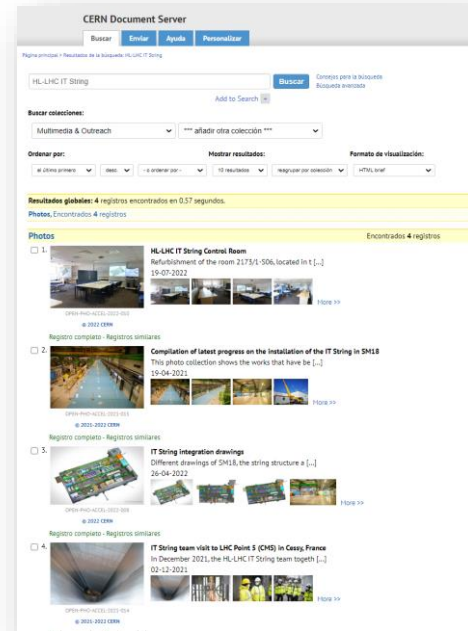 CERN Document Server
Buscar Enviar Ayuda Personalizar
Página principal > Resultados de la búsqueda: HL-LHC IT String
HL-LHC IT String Buscar Consejos para la búsqueda
Búsqueda avanzada
Add to Search +
Buscar colecciones:
Multimedia & Outreach *** añadir otra colección ***
Ordenar por: Mostrar resultados: Formato de visualización:
el último primero desc. - o ordenar por - 10 resultados reagrupar por colección HTML brief
Resultados globales: 4 registros encontrados en 0.57 segundos.
Photos, Encontrados 4 registros
Photos Encontrados 4 registros
1. HL-LHC IT String Control Room
Refurbishment of the room 2173/1-S06, located in t [...]
19-07-2022
More >>
© 2022 CERN
Registro completo - Registros similares
2. Compilation of latest progress on the installation of the IT String in SM18
This photo collection shows the works that have be [...]
19-04-2021
More >>
© 2021-2022 CERN
Registro completo - Registros similares
3. IT String integration drawings
Different drawings of SM18, the string structure a [...]
26-04-2022
More >>
© 2022 CERN
Registro completo - Registros similares
4. IT String team visit to LHC Point 5 (CMS) in Cessy, France
In December 2021, the HL-LHC IT String team togeth [...]
02-12-2021
More >>
© 2021-2022 CERN